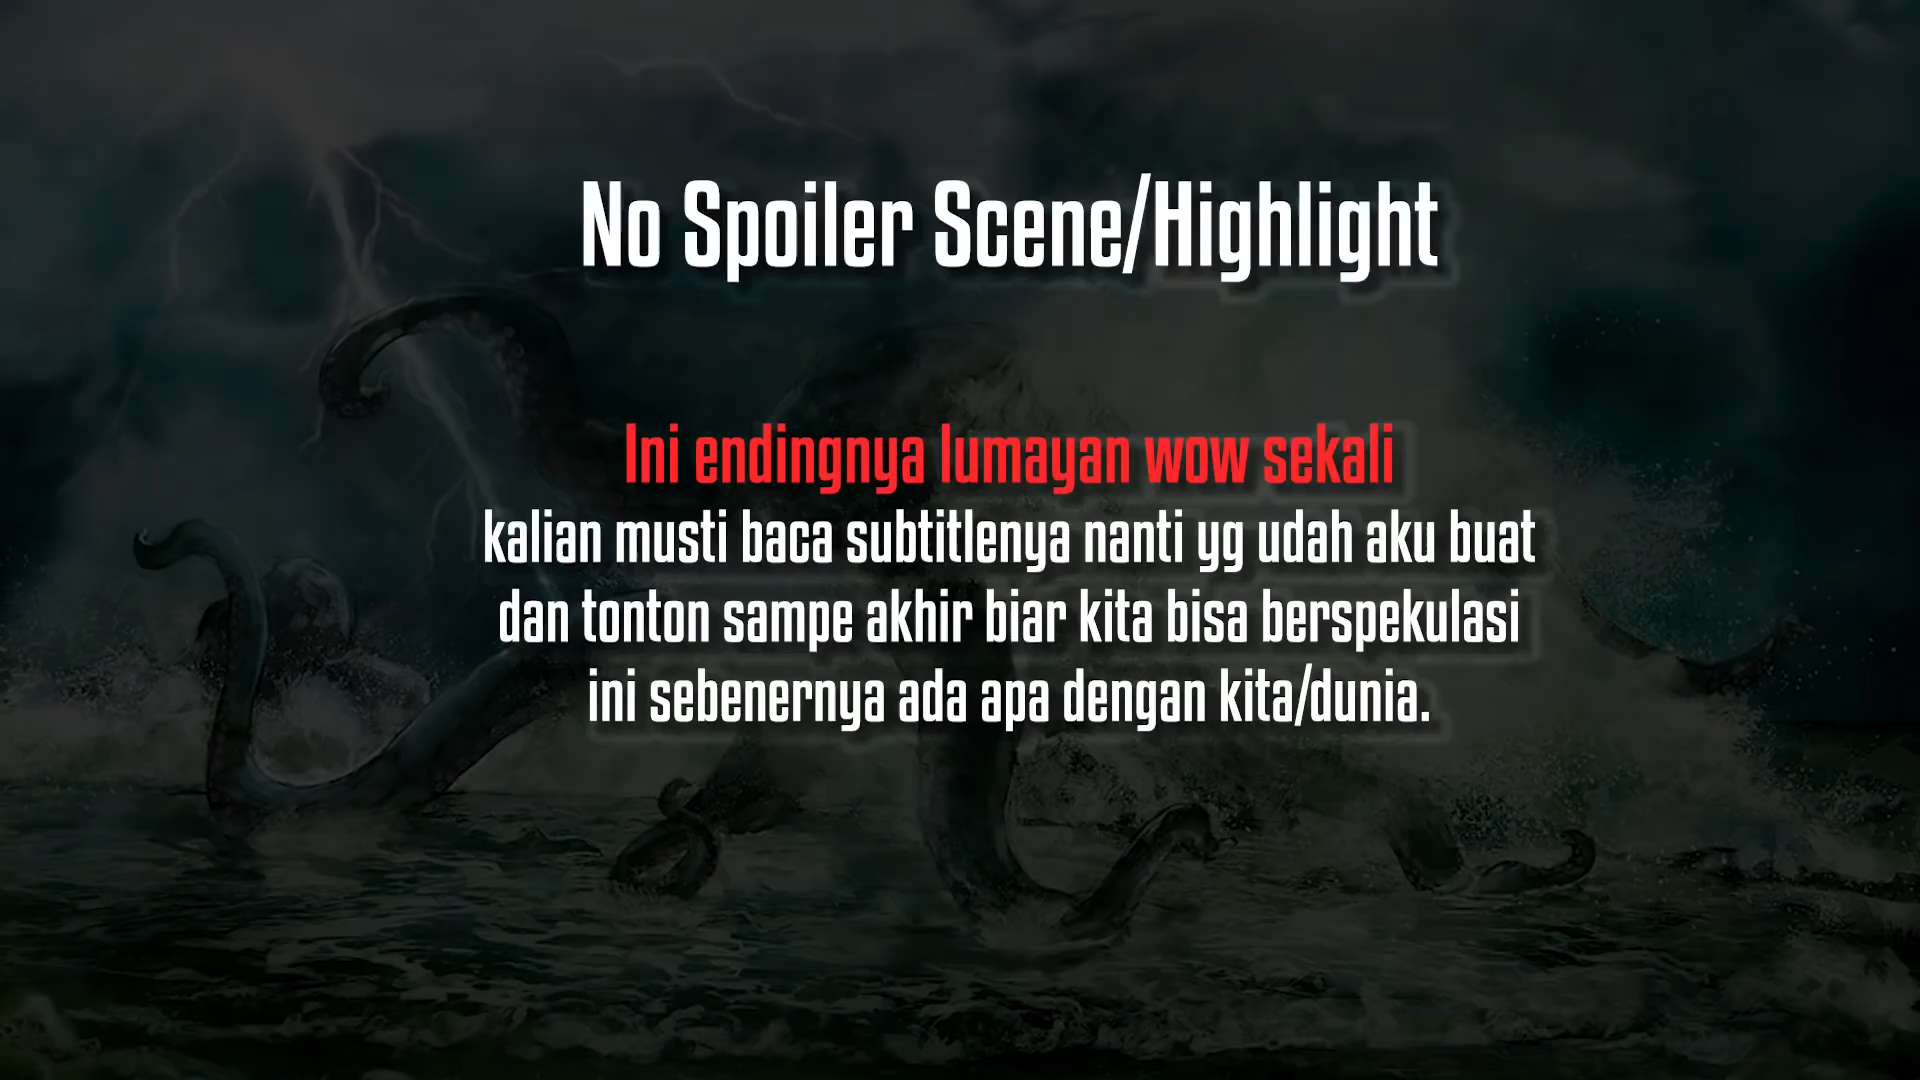 No Spoiler Scene/Highlight
Ini endingnya lumayan wow sekali
kalian musti baca subtitlenya nanti yg udah aku buat
dan tonton sampe akhir biar kita bisa berspekulasi
ini sebenernya ada apa dengan kita/dunia.